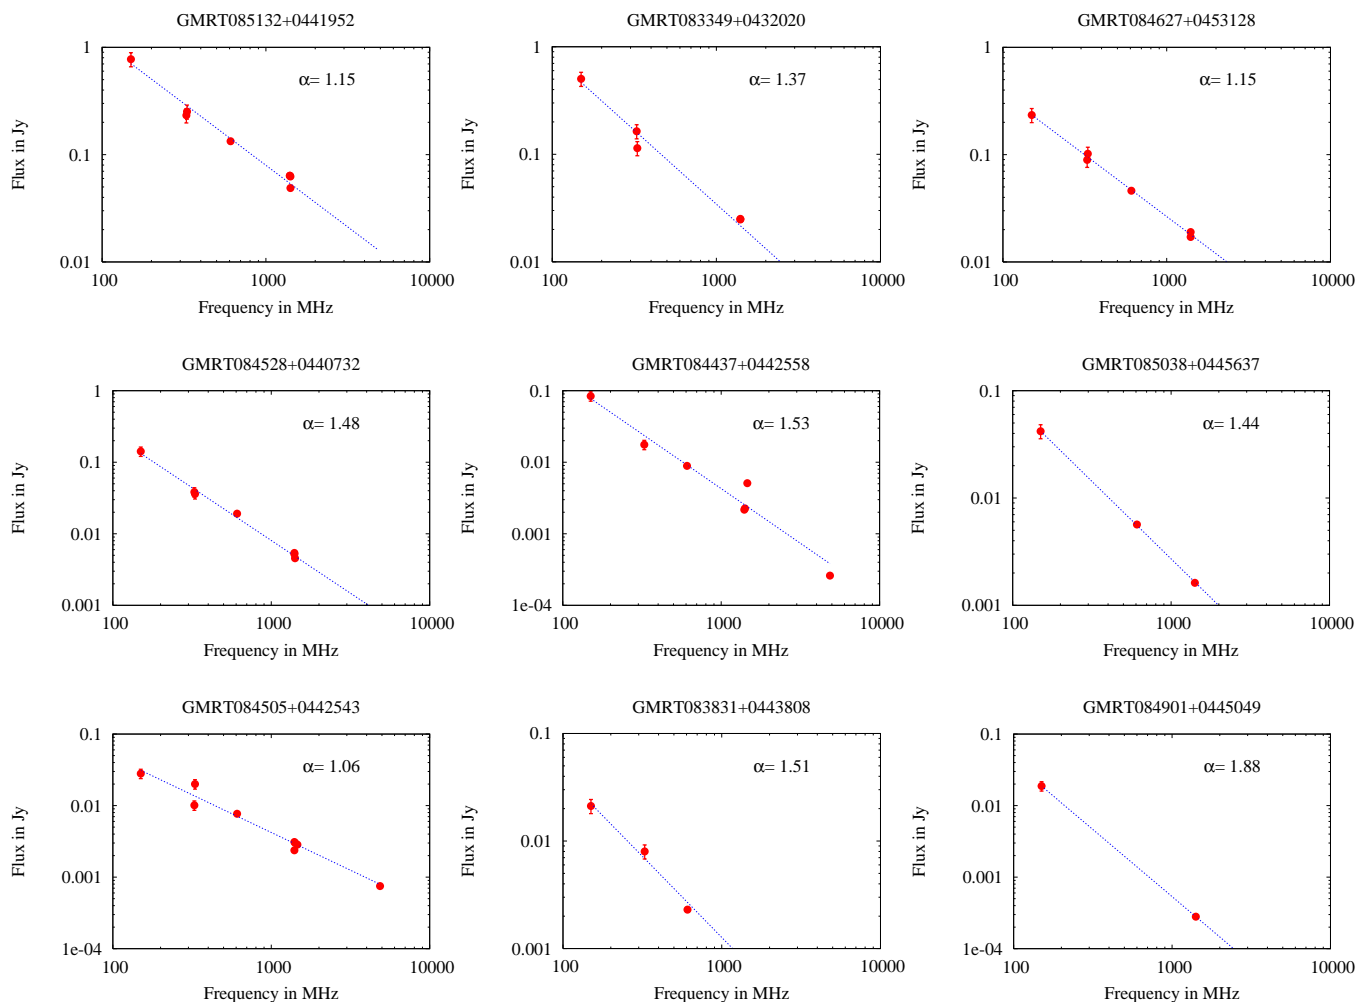 GMRT085132+0441952
GMRT083349+0432020
GMRT084627+0453128
1
0.1
0.01
100
1000
10000
Flux in Jy
Frequency in MHz
α= 1.15
1
0.1
0.01
100
1000
10000
Flux in Jy
Frequency in MHz
α= 1.37
1
0.1
0.01
100
1000
10000
Flux in Jy
Frequency in MHz
α= 1.15
GMRT084528+0440732
GMRT084437+0442558
GMRT085038+0445637
1
0.1
0.01
0.001
100
1000
10000
Flux in Jy
Frequency in MHz
α= 1.48
0.1
0.01
0.001
1e-04
100
1000
10000
Flux in Jy
Frequency in MHz
α= 1.53
0.1
0.01
0.001
100
1000
10000
Flux in Jy
Frequency in MHz
α= 1.44
GMRT084505+0442543
GMRT083831+0443808
GMRT084901+0445049
0.1
0.01
0.001
1e-04
100
1000
10000
Flux in Jy
Frequency in MHz
α= 1.06
0.1
0.01
0.001
100
1000
10000
Flux in Jy
Frequency in MHz
α= 1.51
0.1
0.01
0.001
1e-04
100
1000
10000
Flux in Jy
Frequency in MHz
α= 1.88